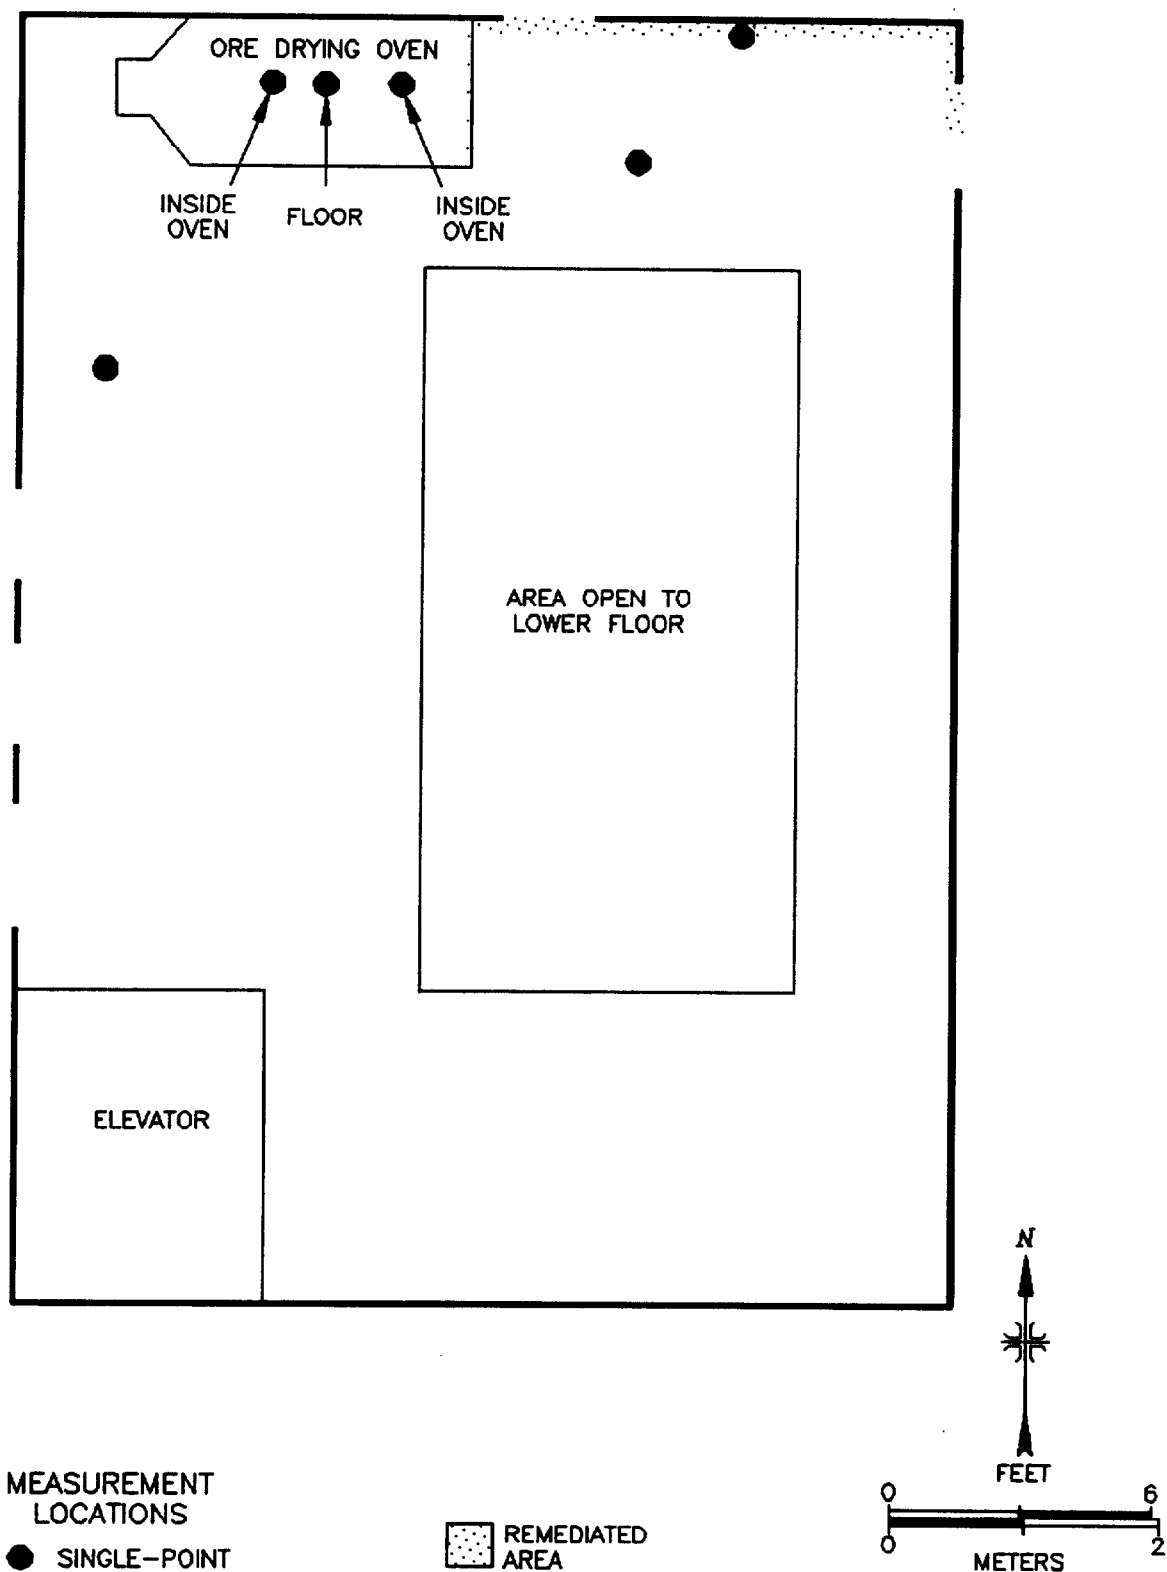 ORE DRYING OVEN
INSIDE
OVEN
FLOOR
INSIDE
OVEN
AREA OPEN TO
LOWER FLOOR
ELEVATOR
N
FEET
0 6
0 2
METERS
MEASUREMENT
LOCATIONS
SINGLE-POINT
REMEDIATED
AREA